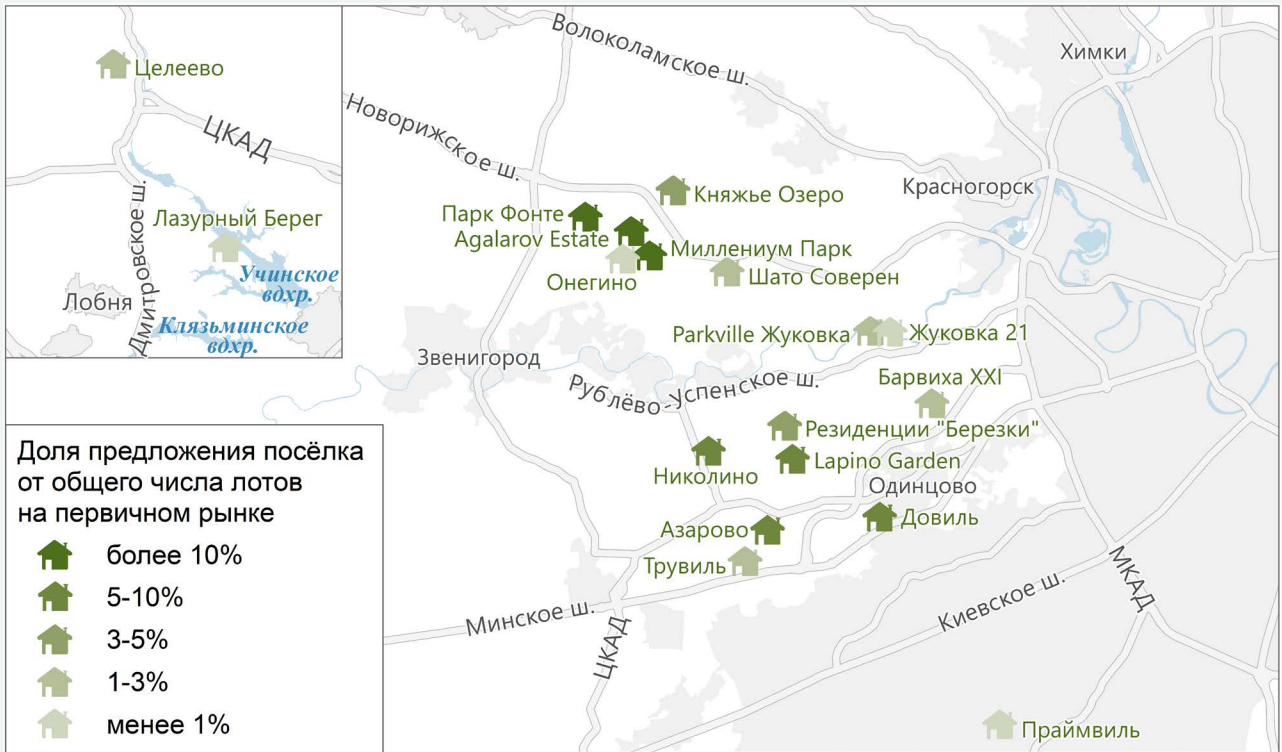 Целеево
ЦКАД
Дмитровское ш.
Лазурный Берег
Учинское
вдхр.
Лобня
Клязьминское
вдхр.
Волоколамское ш.
Химки
Новорижское ш.
Красногорск
Княжье Озеро
Парк Фонте
Agalarov Estate
Миллениум Парк
Онегино
Шато Соверен
Parkville Жуковка
Жуковка 21
Звенигород
Рублёво-Успенское ш.
Барвиха XXI
Резиденции "Березки"
Николино
Lapino Garden
Одинцово
Азарово
Довиль
Трувиль
Минское ш.
Киевское ш.
МКАД
ЦКАД
Праймвиль
Доля предложения посёлка
от общего числа лотов
на первичном рынке
более 10%
5-10%
3-5%
1-3%
менее 1%